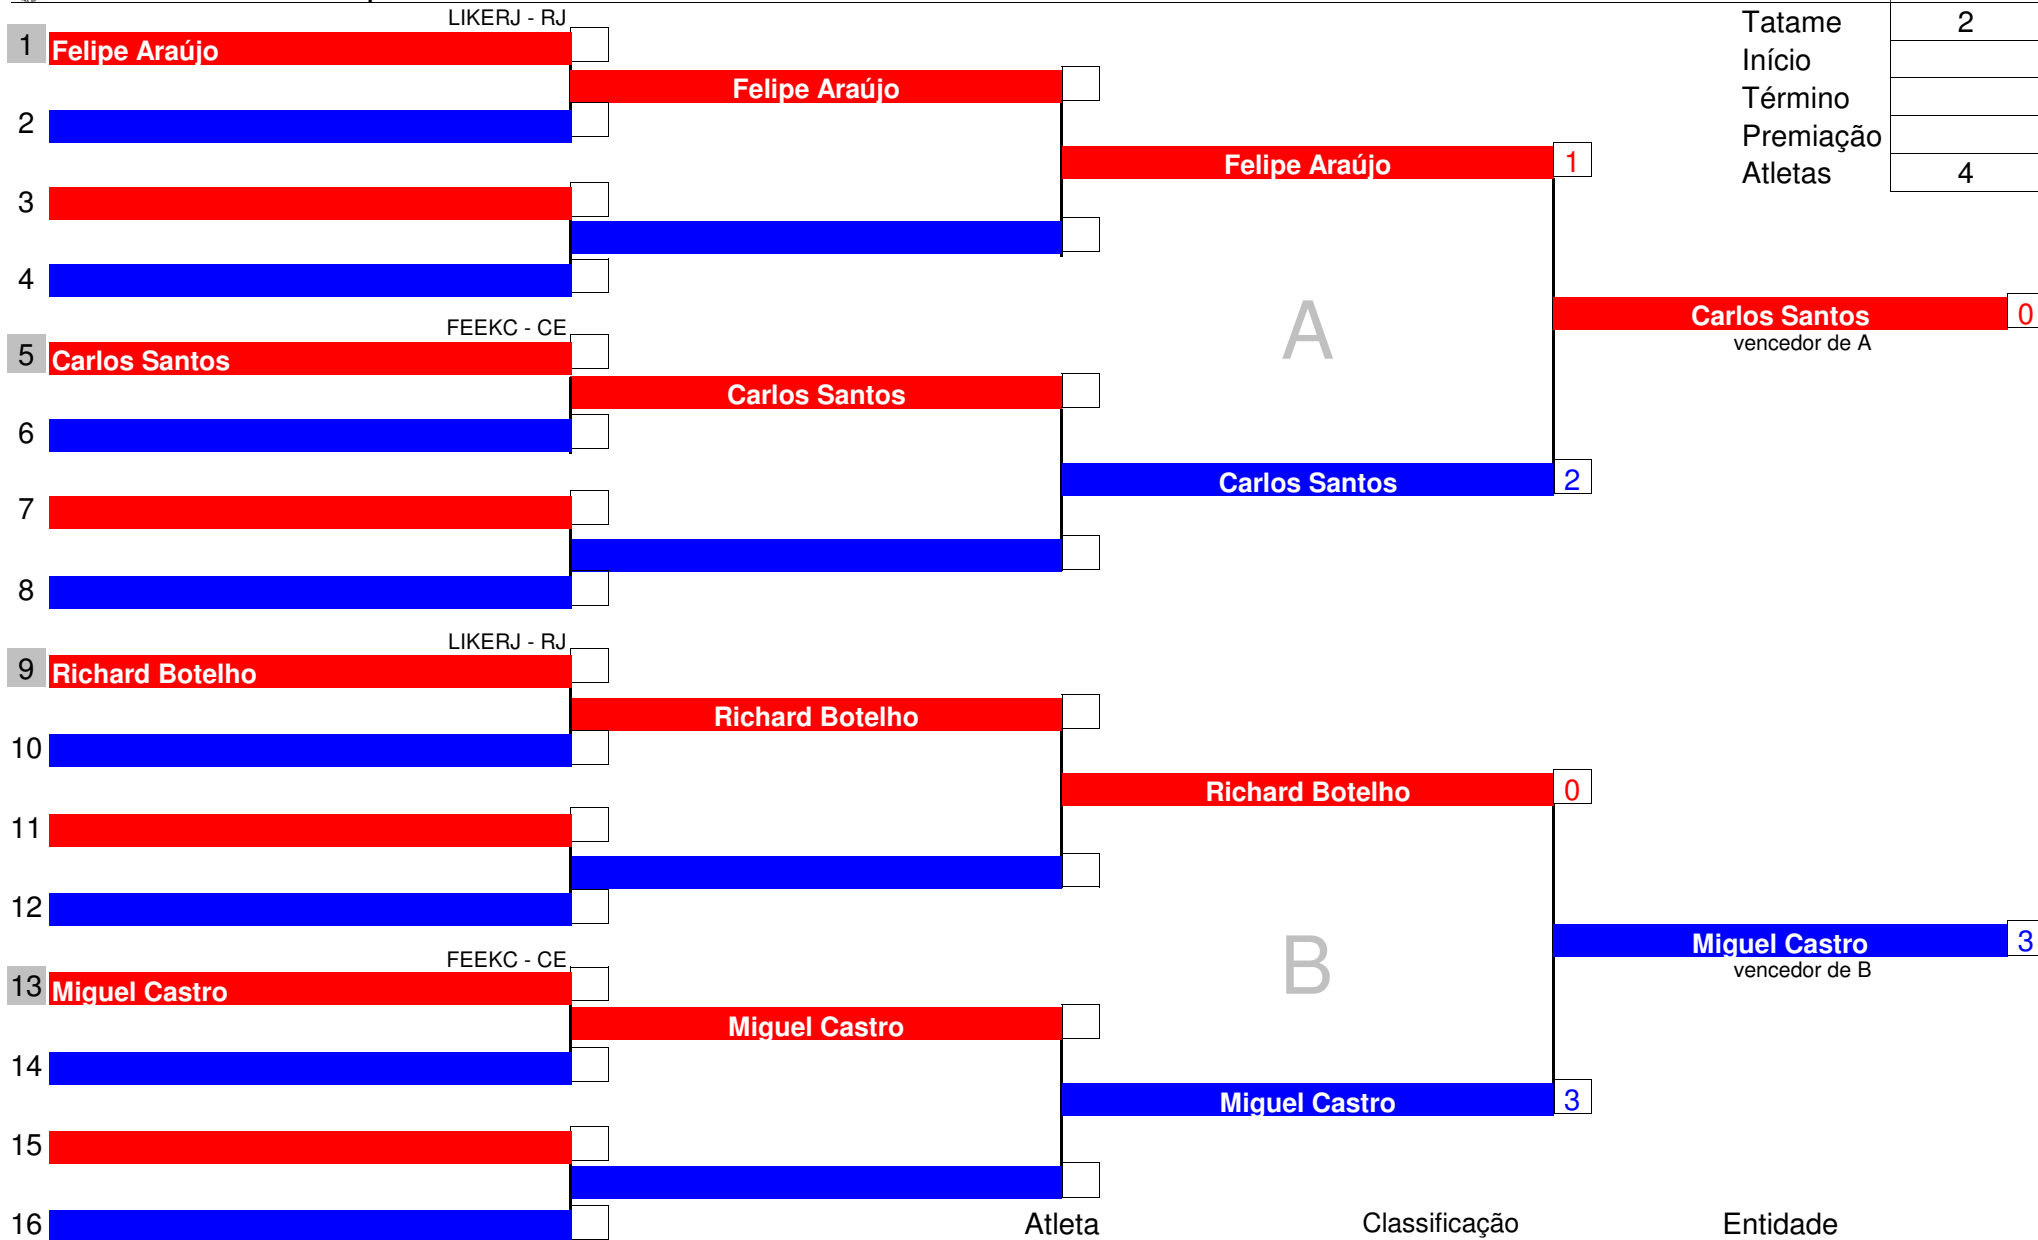 LIKERJ - RJ
1 Felipe Araújo
Felipe Araújo
2
Felipe Araújo 1
3
4
FEEKC - CE
5 Carlos Santos
Carlos Santos
6
Carlos Santos 2
7
8
A
Carlos Santos 0
vencedor de A
LIKERJ - RJ
9 Richard Botelho
Richard Botelho
10
Richard Botelho 0
11
12
FEEKC - CE
13 Miguel Castro
Miguel Castro
14
Miguel Castro 3
15
16
B
Miguel Castro 3
vencedor de B
Tatame 2
Início
Término
Premiação
Atletas 4
Atleta Classificação Entidade